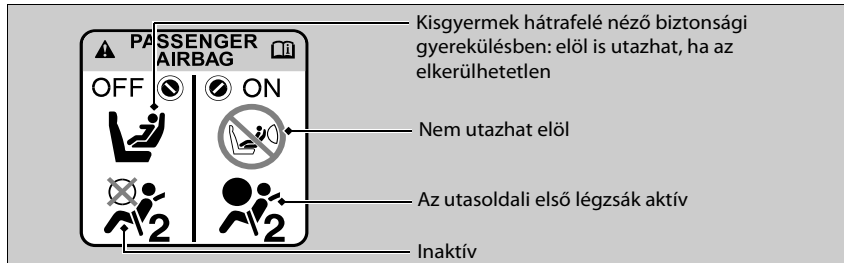 PASSENGER
AIRBAG
OFF
ON
2
2
Kisgyermek hátrafelé néző biztonsági
gyerekülésben: elöl is utazhat, ha az
elkerülhetetlen
Nem utazhat elöl
Az utasoldali első légzsák aktív
Inaktív